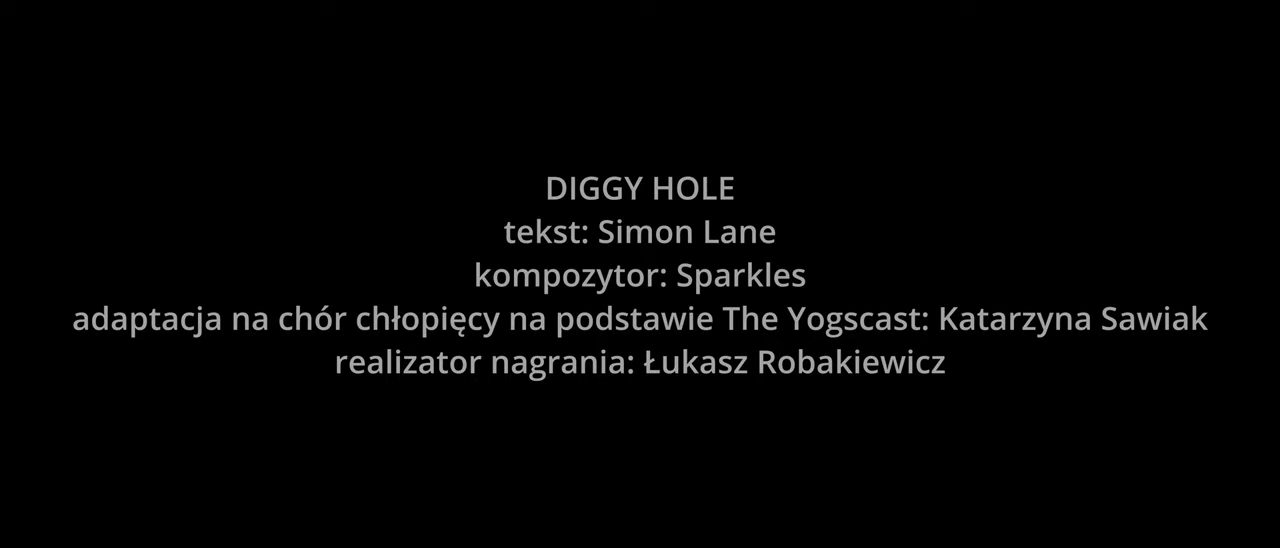 DIGGY HOLE
tekst: Simon Lane
kompozytor: Sparkles
adaptacja na chór chłopięcy na podstawie The Yogscast: Katarzyna Sawiak
realizator nagrania: Łukasz Robakiewicz